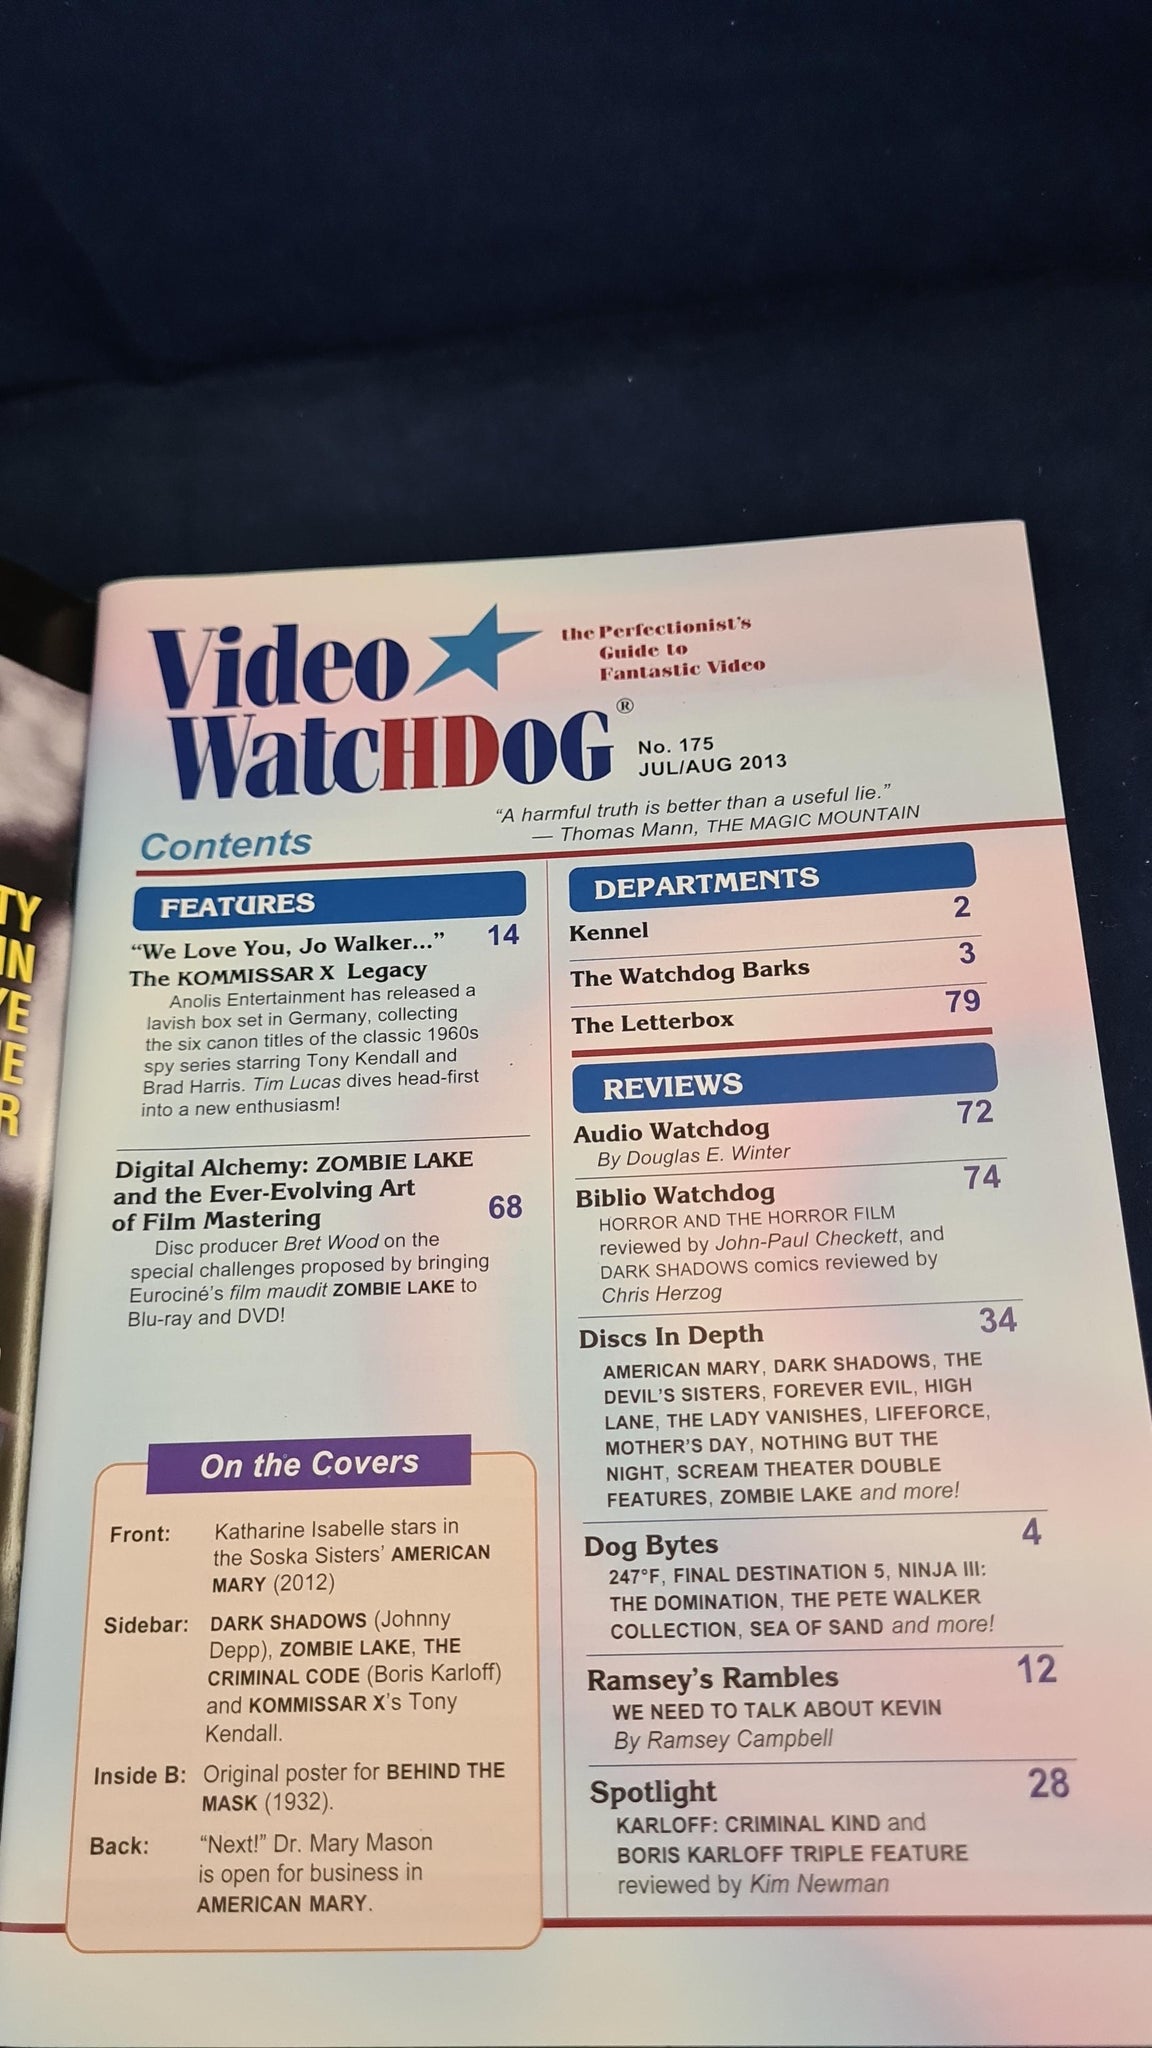 TY
IN
YE
E
R
Video
WatcHDOG®
the Perfectionist's
Guide to
Fantastic Video
No. 175
JUL/AUG 2013
"A harmful truth is better than a useful lie."
— Thomas Mann, THE MAGIC MOUNTAIN
Contents
FEATURES
"We Love You, Jo Walker..." 14
The KOMMISSAR X Legacy
Anolis Entertainment has released a
lavish box set in Germany, collecting
the six canon titles of the classic 1960s
spy series starring Tony Kendall and
Brad Harris. Tim Lucas dives head-first
into a new enthusiasm!
Digital Alchemy: ZOMBIE LAKE
and the Ever-Evolving Art
of Film Mastering 68
Disc producer Bret Wood on the
special challenges proposed by bringing
Eurociné's film maudit ZOMBIE LAKE to
Blu-ray and DVD!
On the Covers
Front: Katharine Isabelle stars in
the Soska Sisters' AMERICAN
MARY (2012)
Sidebar: DARK SHADOWS (Johnny
Depp), ZOMBIE LAKE, THE
CRIMINAL CODE (Boris Karloff)
and KOMMISSAR X's Tony
Kendall.
Inside B: Original poster for BEHIND THE
MASK (1932).
Back: "Next!" Dr. Mary Mason
is open for business in
AMERICAN MARY.
DEPARTMENTS
Kennel 2
The Watchdog Barks 3
The Letterbox 79
REVIEWS
Audio Watchdog 72
By Douglas E. Winter
Biblio Watchdog 74
HORROR AND THE HORROR FILM
reviewed by John-Paul Checkett, and
DARK SHADOWS comics reviewed by
Chris Herzog
Discs In Depth 34
AMERICAN MARY, DARK SHADOWS, THE
DEVIL'S SISTERS, FOREVER EVIL, HIGH
LANE, THE LADY VANISHES, LIFEFORCE,
MOTHER'S DAY, NOTHING BUT THE
NIGHT, SCREAM THEATER DOUBLE
FEATURES, ZOMBIE LAKE and more!
Dog Bytes 4
247°F, FINAL DESTINATION 5, NINJA III:
THE DOMINATION, THE PETE WALKER
COLLECTION, SEA OF SAND and more!
Ramsey's Rambles 12
WE NEED TO TALK ABOUT KEVIN
By Ramsey Campbell
Spotlight 28
KARLOFF: CRIMINAL KIND and
BORIS KARLOFF TRIPLE FEATURE
reviewed by Kim Newman